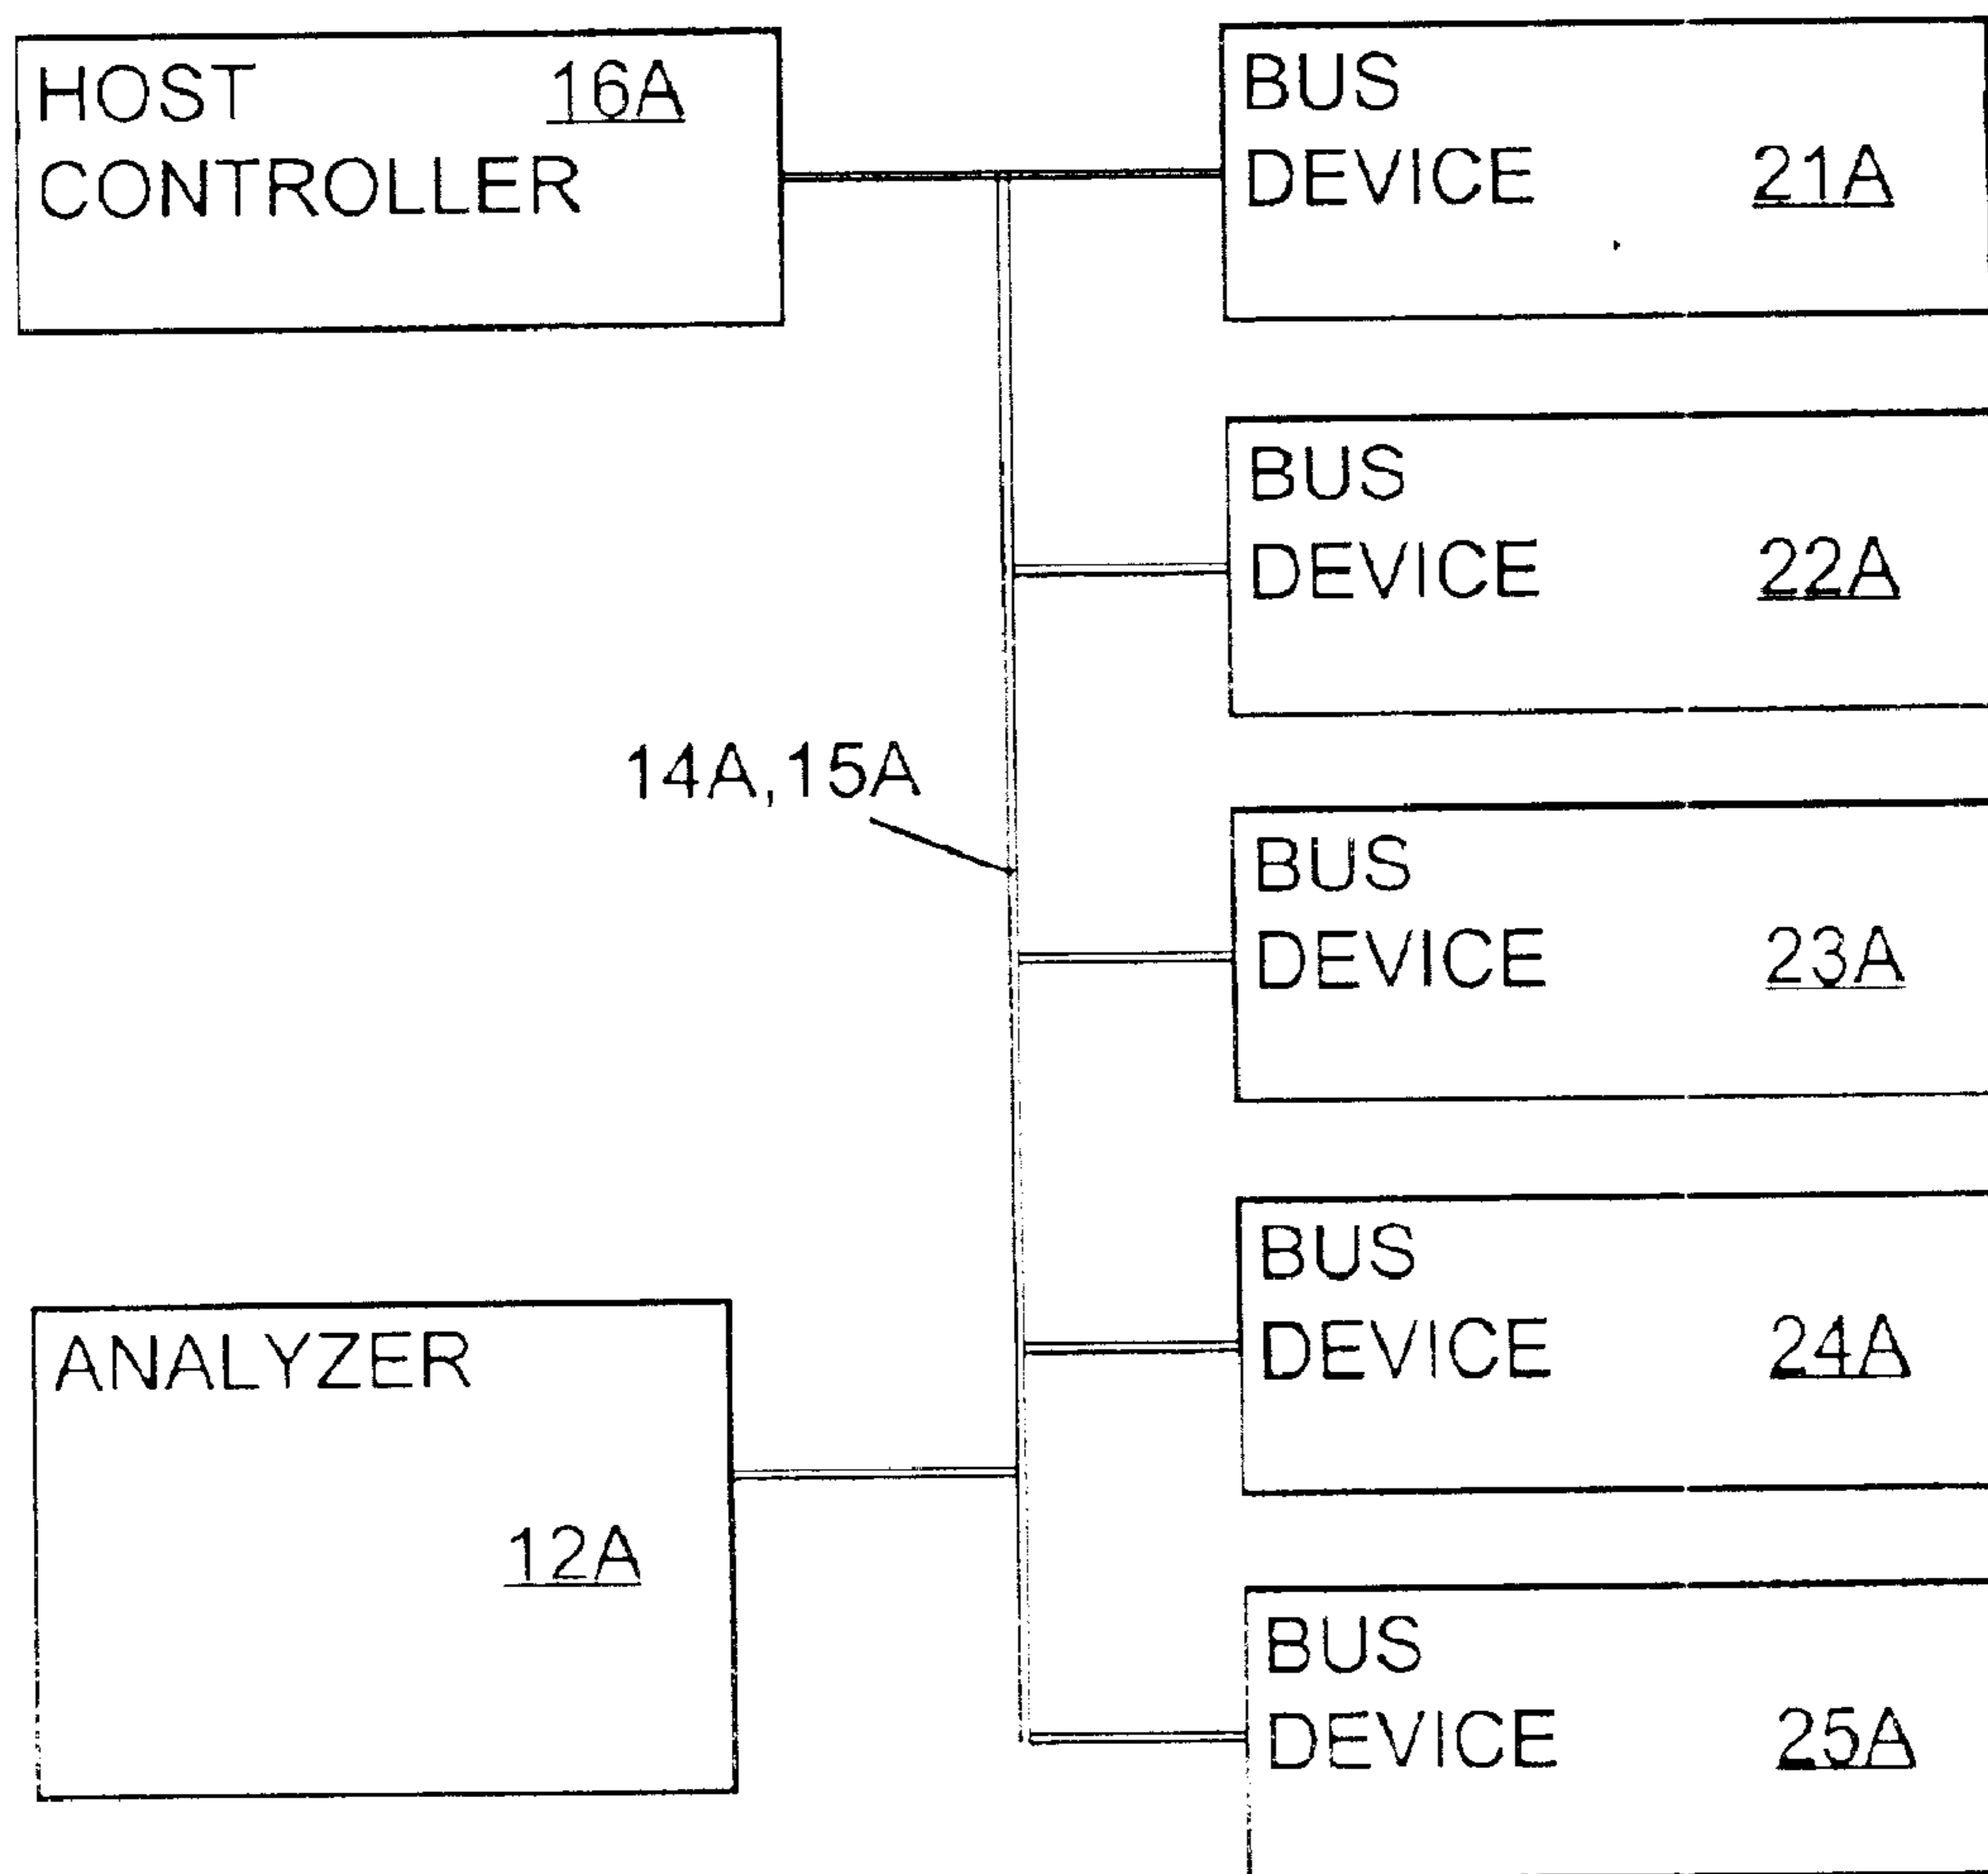 HOST 16A
CONTROLLER
BUS
DEVICE 21A
BUS
DEVICE 22A
14A,15A
BUS
DEVICE 23A
BUS
DEVICE 24A
ANALYZER
12A
BUS
DEVICE 25A